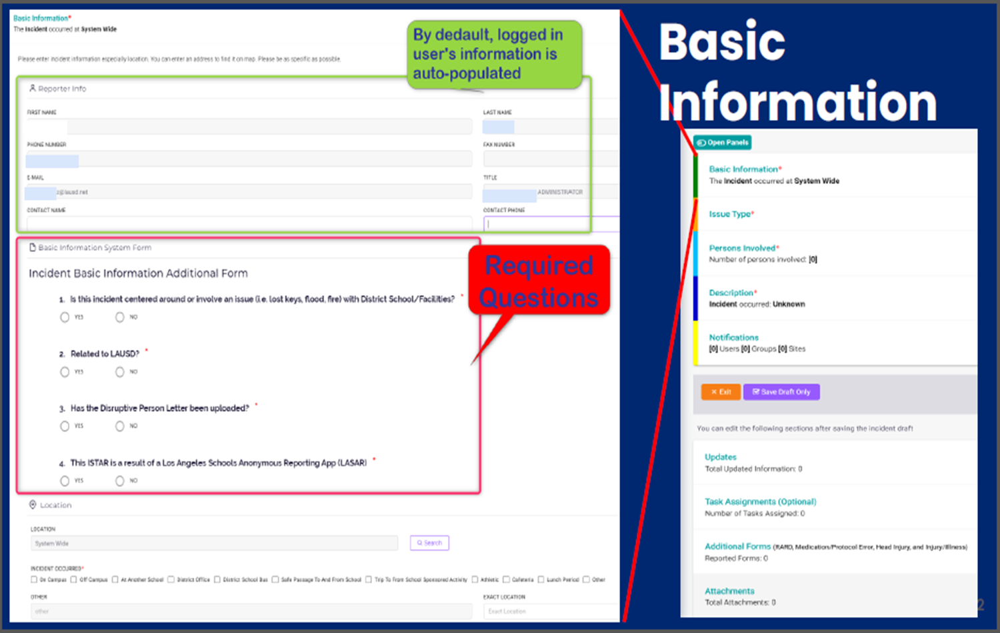 Basic Information*
The Incident occurred at System Wide
By dedault, logged in
user's information is
auto-populated
Please enter incident information especially location. You can enter an address to find it on map. Please be as specific as possible.
Reporter Info
FIRST NAME
LAST NAME
PHONE NUMBER
FAX NUMBER
E-MAIL
TITLE
@lausd.net
ADMINISTRATOR
CONTACT NAME
CONTACT PHONE
Basic Information System Form
Required
Questions
Incident Basic Information Additional Form
1. Is this incident centered around or involve an issue (i.e. lost keys, flood, fire) with District School/Facilities? *
YES NO
2. Related to LAUSD? *
YES NO
3. Has the Disruptive Person Letter been uploaded? *
YES NO
4. This ISTAR is a result of a Los Angeles Schools Anonymous Reporting App (LASAR) *
YES NO
Location
LOCATION
System Wide
Search
INCIDENT OCCURRED*
On Campus Off Campus At Another School District Office District School Bus Safe Passage To And From School Trip To From School Sponsored Activity Athletic Cafeteria Lunch Period Other
OTHER
EXACT LOCATION
other
Exact Location
Basic
Information
Open Panels
Basic Information*
The Incident occurred at System Wide
Issue Type*
Persons Involved*
Number of persons involved: [0]
Description*
Incident occurred: Unknown
Notifications
[0] Users [0] Groups [0] Sites
× Exit
Save Draft Only
You can edit the following sections after saving the incident draft
Updates
Total Updated Information: 0
Task Assignments (Optional)
Number of Tasks Assigned: 0
Additional Forms (RARD, Medication/Protocol Error, Head Injury, and Injury/Illness)
Reported Forms: 0
Attachments
Total Attachments: 0
2